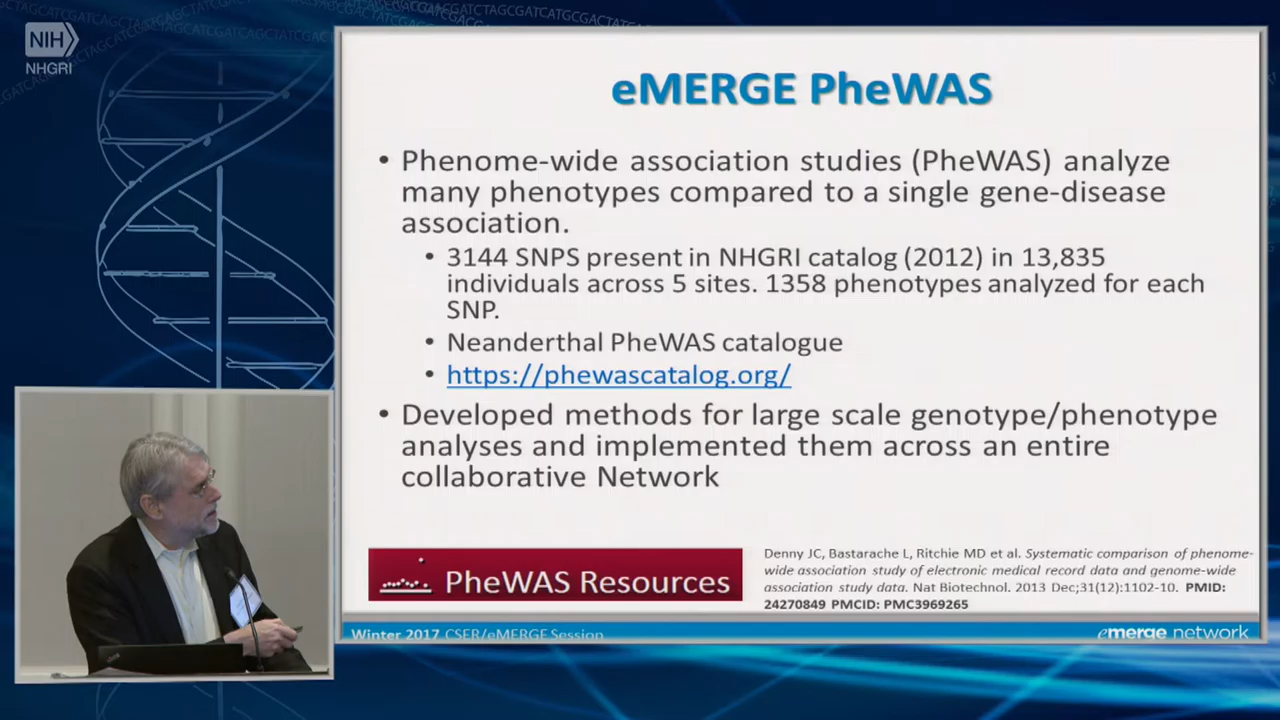 NIH
NHGRI
eMERGE PheWAS
• Phenome-wide association studies (PheWAS) analyze
many phenotypes compared to a single gene-disease
association.
• 3144 SNPS present in NHGRI catalog (2012) in 13,835
individuals across 5 sites. 1358 phenotypes analyzed for each
SNP.
• Neanderthal PheWAS catalogue
• https://phewascatalog.org/
• Developed methods for large scale genotype/phenotype
analyses and implemented them across an entire
collaborative Network
PheWAS Resources
Denny JC, Bastarache L, Ritchie MD et al. Systematic comparison of phenome-
wide association study of electronic medical record data and genome-wide
association study data. Nat Biotechnol. 2013 Dec;31(12):1102-10. PMID:
24270849 PMCID: PMC3969265
Winter 2017 CSER/eMERGE Session
emerge network